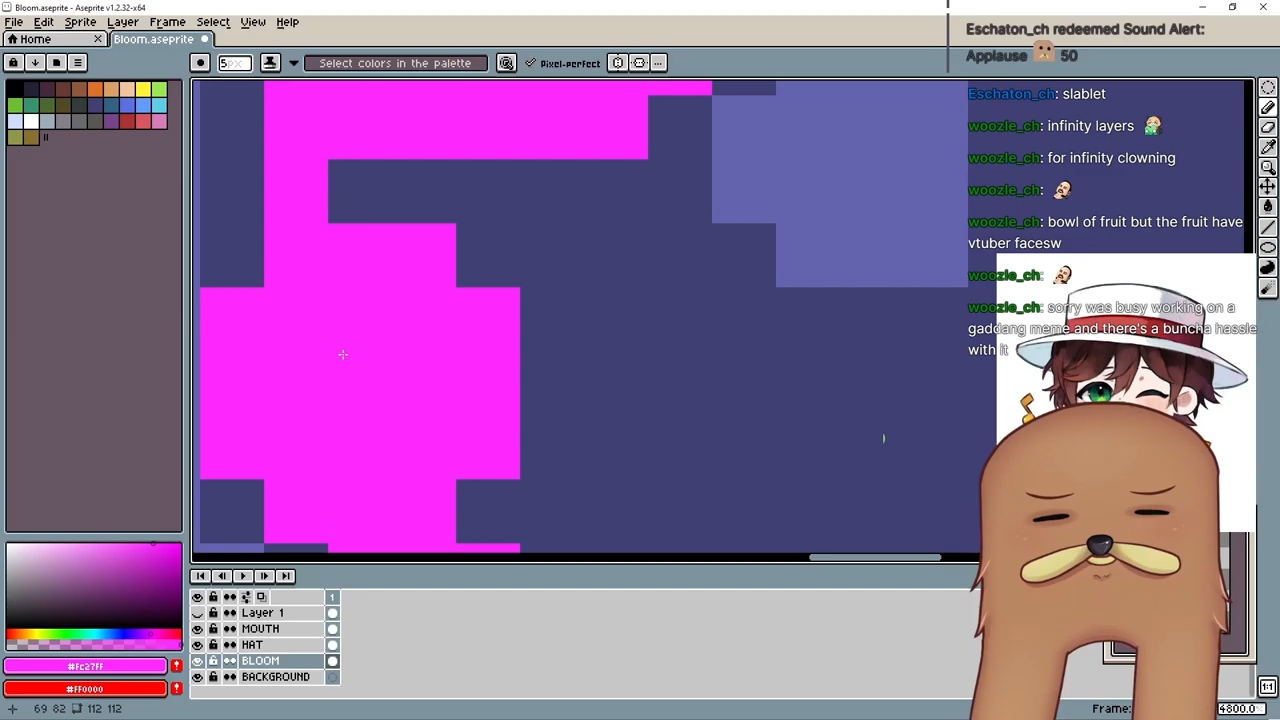 Bloom.aseprite - Aseprite v1.2.32-x64
File Edit Sprite Layer Frame Select View Help
Home
Bloom.aseprite
5px
Select colors in the palette
Pixel-perfect
Eschaton_ch redeemed Sound Alert:
Applause 50
Eschaton_ch: slablet
woozle_ch: infinity layers
woozle_ch: for infinity clowning
woozle_ch:
woozle_ch: bowl of fruit but the fruit have
vtuber facesw
woozle_ch:
woozle_ch: sorry was busy working on a
gaddang meme and there's a buncha hassle
with it
1
Layer 1
MOUTH
HAT
BLOOM
BACKGROUND
#FC27FF
#FF0000
69 82 112 112
Frame:
4800.0
1:1